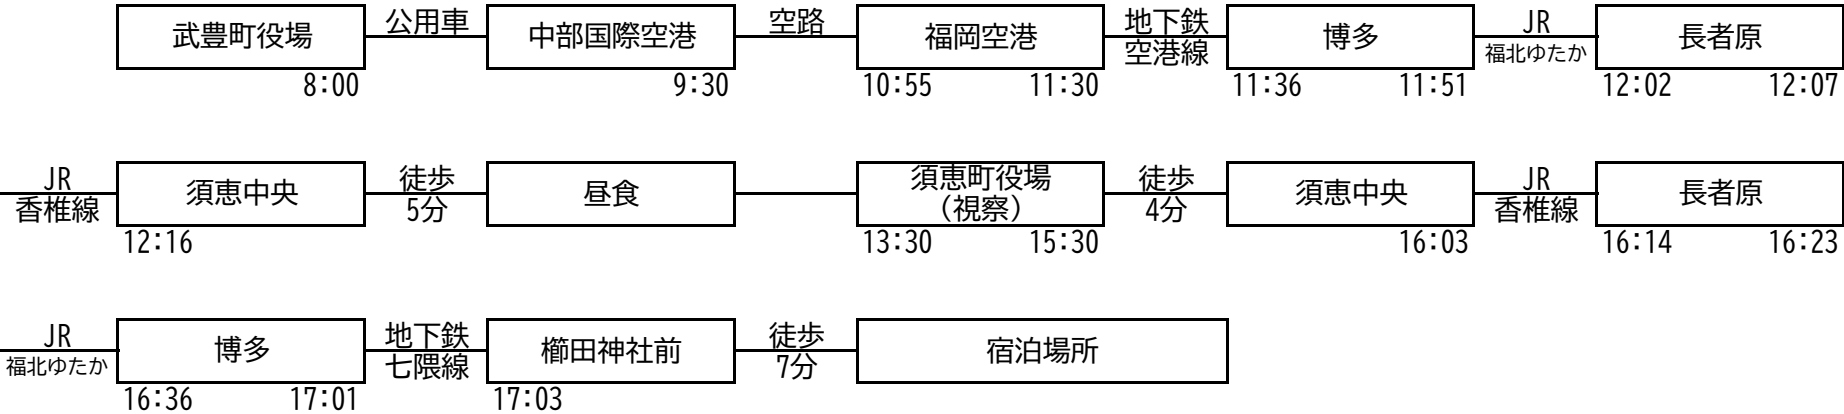 武豊町役場 公用車 中部国際空港 空路 福岡空港 地下鉄 空港線 博多 JR 福北ゆたか 長者原
8:00 9:30 10:55 11:30 11:36 11:51 12:02 12:07
JR 香椎線 須恵中央 徒歩 5分 昼食 須恵町役場 （視察） 徒歩 4分 須恵中央 JR 香椎線 長者原
12:16 13:30 15:30 16:03 16:14 16:23
JR 福北ゆたか 博多 地下鉄 七隈線 櫛田神社前 徒歩 7分 宿泊場所
16:36 17:01 17:03